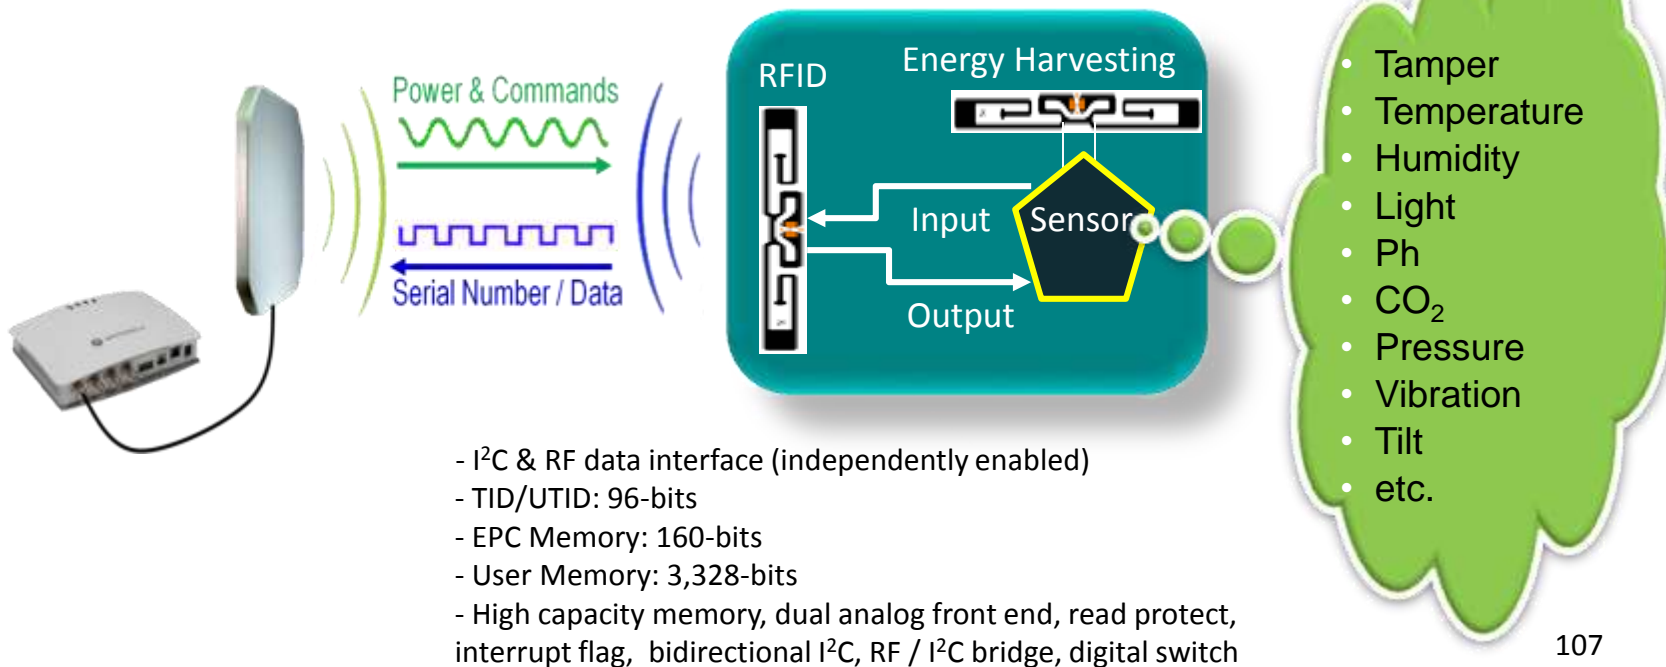 Power & Commands
Serial Number / Data
RFID
Energy Harvesting
Input
Sensor
Output
• Tamper
• Temperature
• Humidity
• Light
• Ph
• CO₂
• Pressure
• Vibration
• Tilt
• etc.
- I²C & RF data interface (independently enabled)
- TID/UTID: 96-bits
- EPC Memory: 160-bits
- User Memory: 3,328-bits
- High capacity memory, dual analog front end, read protect,
interrupt flag, bidirectional I²C, RF / I²C bridge, digital switch
107